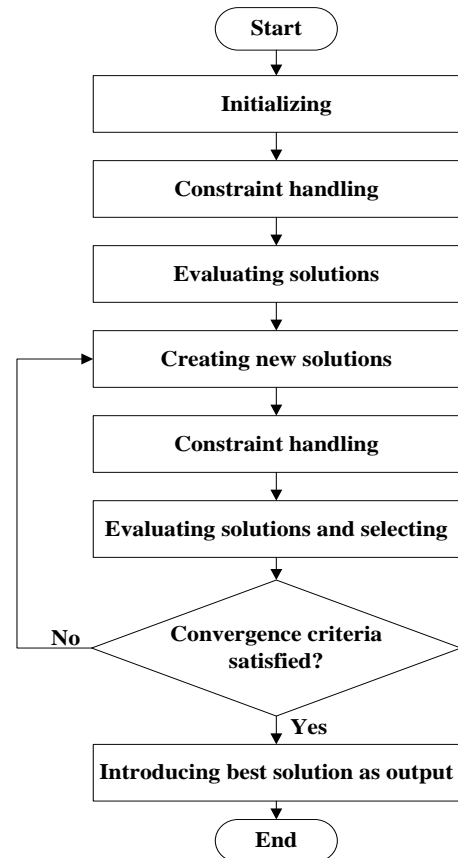 Start
Initializing
Constraint handling
Evaluating solutions
Creating new solutions
Constraint handling
Evaluating solutions and selecting
Convergence criteria
satisfied?
No
Yes
Introducing best solution as output
End